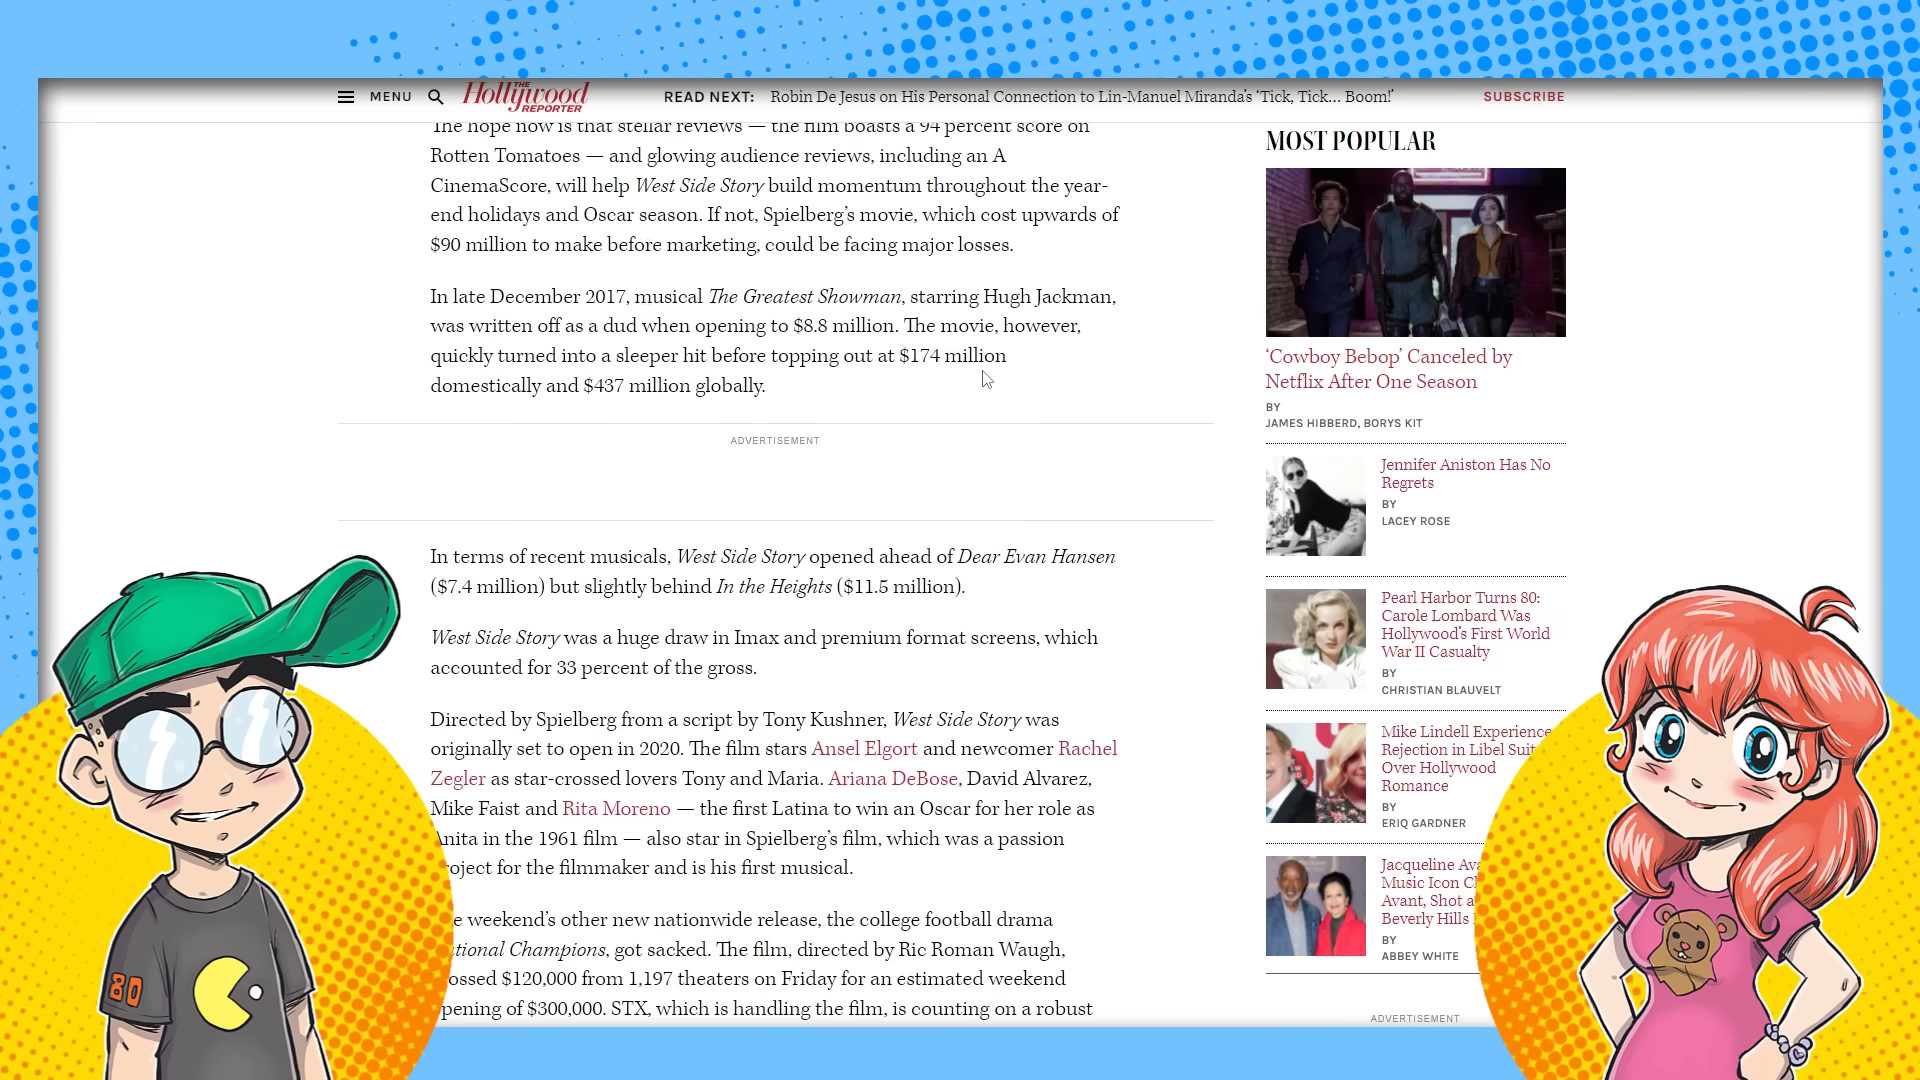 MENU
THE
Hollywood
REPORTER
READ NEXT: Robin De Jesus on His Personal Connection to Lin-Manuel Miranda's 'Tick, Tick… Boom!'
SUBSCRIBE
The hope now is that stellar reviews — the film boasts a 94 percent score on
Rotten Tomatoes — and glowing audience reviews, including an A
CinemaScore, will help West Side Story build momentum throughout the year-
end holidays and Oscar season. If not, Spielberg's movie, which cost upwards of
$90 million to make before marketing, could be facing major losses.
In late December 2017, musical The Greatest Showman, starring Hugh Jackman,
was written off as a dud when opening to $8.8 million. The movie, however,
quickly turned into a sleeper hit before topping out at $174 million
domestically and $437 million globally.
ADVERTISEMENT
In terms of recent musicals, West Side Story opened ahead of Dear Evan Hansen
($7.4 million) but slightly behind In the Heights ($11.5 million).
West Side Story was a huge draw in Imax and premium format screens, which
accounted for 33 percent of the gross.
Directed by Spielberg from a script by Tony Kushner, West Side Story was
originally set to open in 2020. The film stars Ansel Elgort and newcomer Rachel
Zegler as star-crossed lovers Tony and Maria. Ariana DeBose, David Alvarez,
Mike Faist and Rita Moreno — the first Latina to win an Oscar for her role as
Anita in the 1961 film — also star in Spielberg's film, which was a passion
roject for the filmmaker and is his first musical.
e weekend's other new nationwide release, the college football drama
tional Champions, got sacked. The film, directed by Ric Roman Waugh,
ossed $120,000 from 1,197 theaters on Friday for an estimated weekend
pening of $300,000. STX, which is handling the film, is counting on a robust
MOST POPULAR
'Cowboy Bebop' Canceled by
Netflix After One Season
BY
JAMES HIBBERD, BORYS KIT
Jennifer Aniston Has No
Regrets
BY
LACEY ROSE
Pearl Harbor Turns 80:
Carole Lombard Was
Hollywood's First World
War II Casualty
BY
CHRISTIAN BLAUVELT
Mike Lindell Experience
Rejection in Libel Suit
Over Hollywood
Romance
BY
ERIQ GARDNER
Jacqueline Ava
Music Icon Cl
Avant, Shot a
Beverly Hills
BY
ABBEY WHITE
ADVERTISEMENT
80